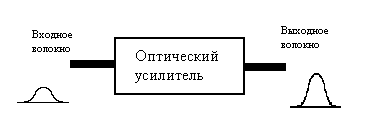 Входное
волокно
Оптический
усилитель
Выходное
волокно